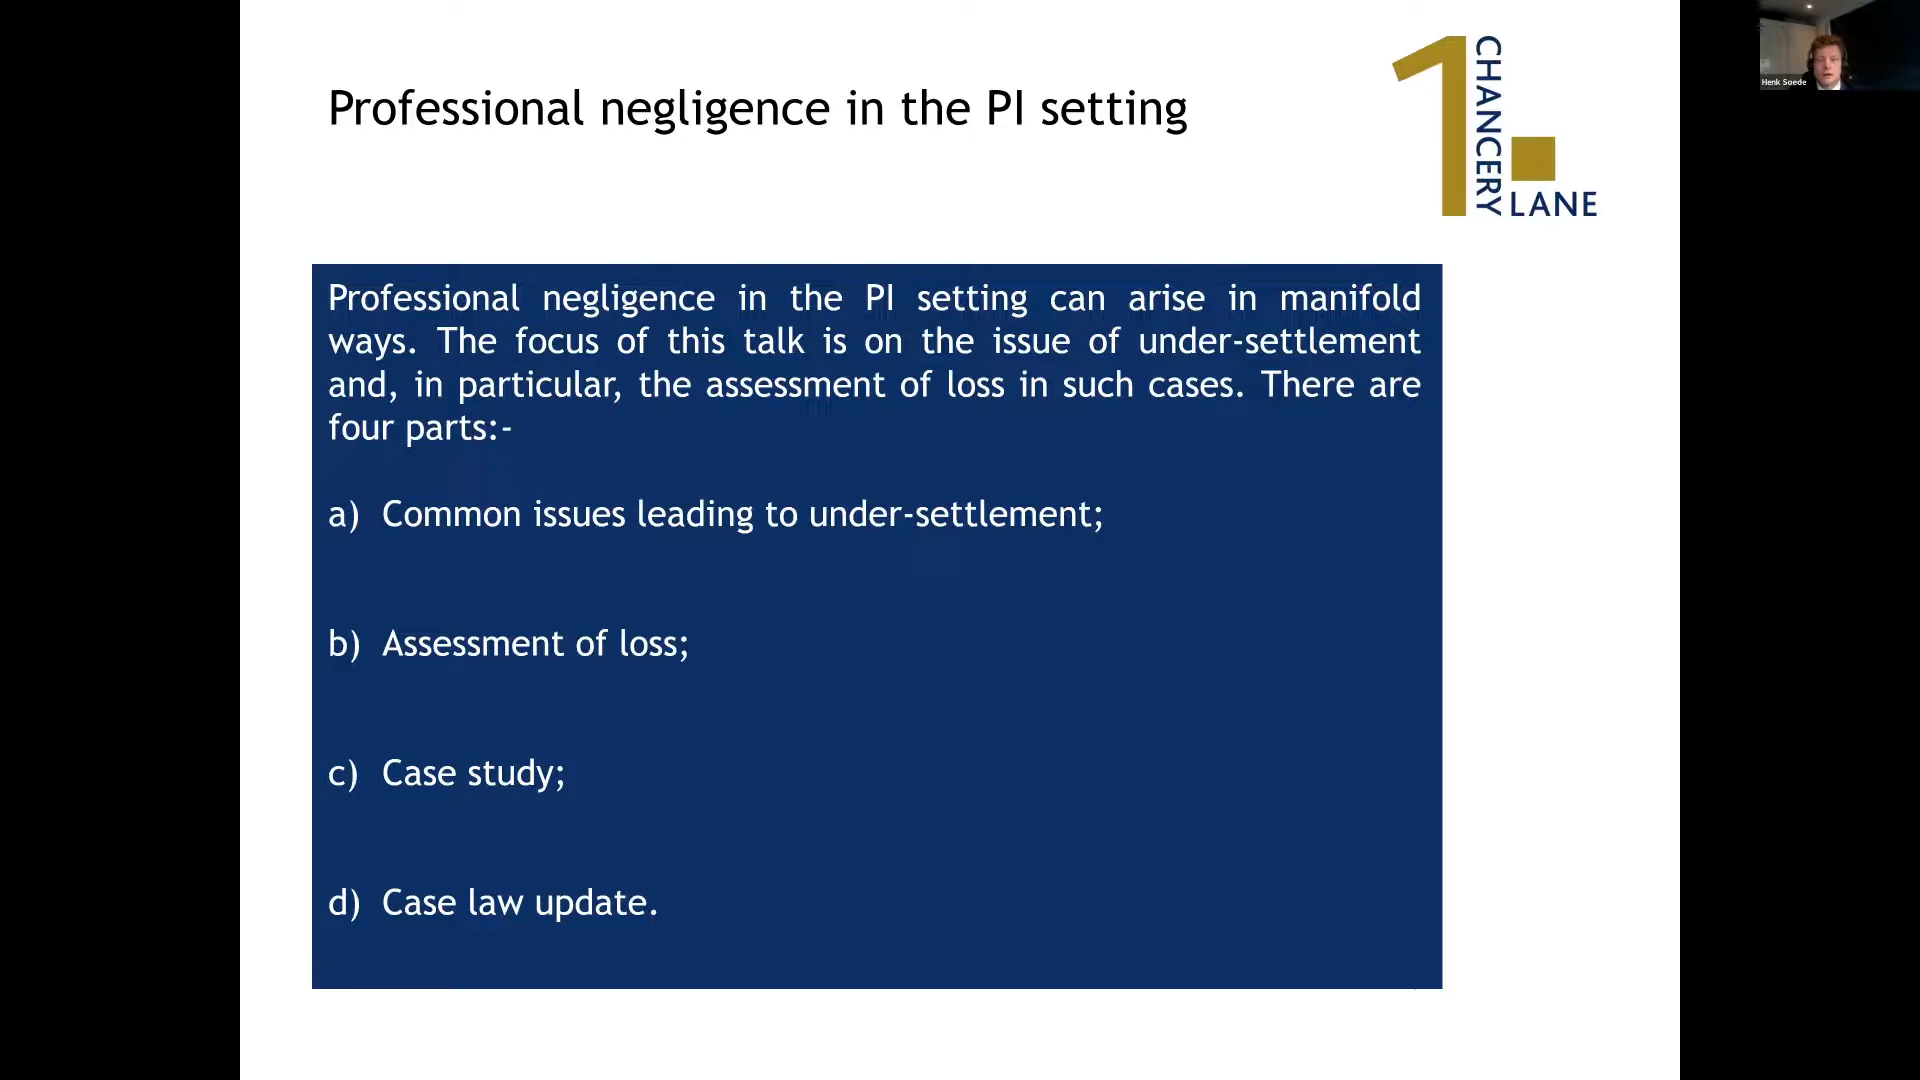 Professional negligence in the PI setting
1
CHANCERY
LANE
Henk Soede
Professional negligence in the PI setting can arise in manifold
ways. The focus of this talk is on the issue of under-settlement
and, in particular, the assessment of loss in such cases. There are
four parts:-
a) Common issues leading to under-settlement;
b) Assessment of loss;
c) Case study;
d) Case law update.